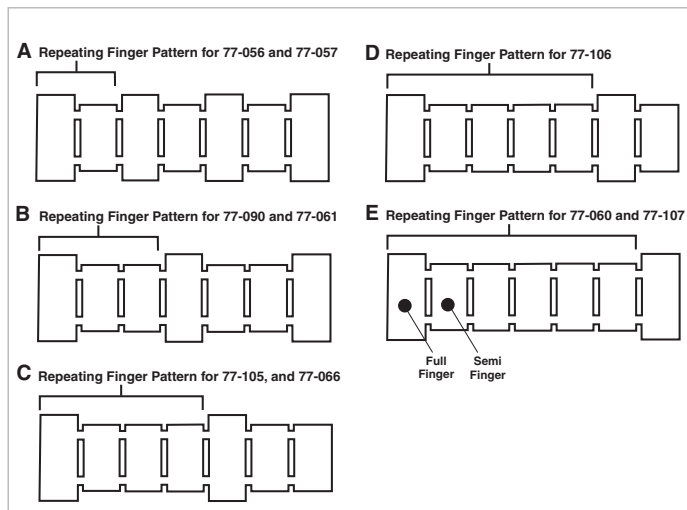 A Repeating Finger Pattern for 77-056 and 77-057
B Repeating Finger Pattern for 77-090 and 77-061
C Repeating Finger Pattern for 77-105, and 77-066
D Repeating Finger Pattern for 77-106
E Repeating Finger Pattern for 77-060 and 77-107
Full
Finger
Semi
Finger